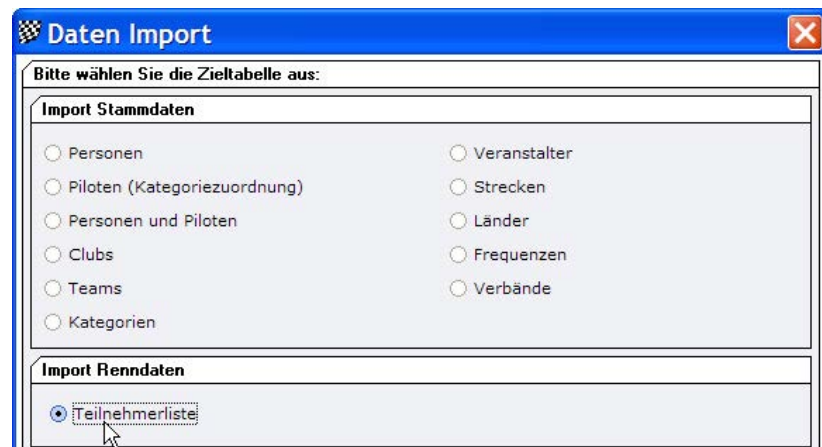 Daten Import
Bitte wählen Sie die Zieltabelle aus:
Import Stammdaten
Personen
Piloten (Kategoriezuordnung)
Personen und Piloten
Clubs
Teams
Kategorien
Veranstalter
Strecken
Länder
Frequenzen
Verbände
Import Renndaten
Teilnehmerliste